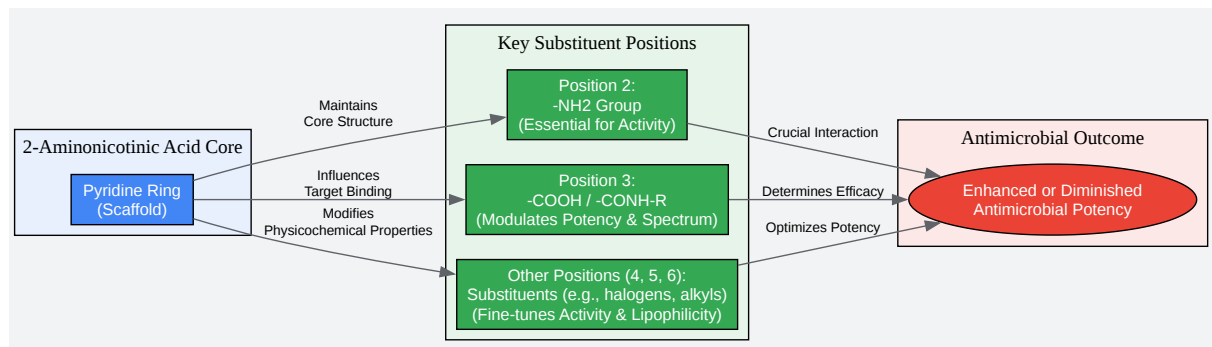 2-Aminonicotinic Acid Core
Pyridine Ring
(Scaffold)
Maintains
Core Structure
Influences
Target Binding
Modifies
Physicochemical Properties
Key Substituent Positions
Position 2:
-NH2 Group
(Essential for Activity)
Position 3:
-COOH / -CONH-R
(Modulates Potency & Spectrum)
Other Positions (4, 5, 6):
Substituents (e.g., halogens, alkyls)
(Fine-tunes Activity & Lipophilicity)
Crucial Interaction
Determines Efficacy
Optimizes Potency
Antimicrobial Outcome
Enhanced or Diminished
Antimicrobial Potency